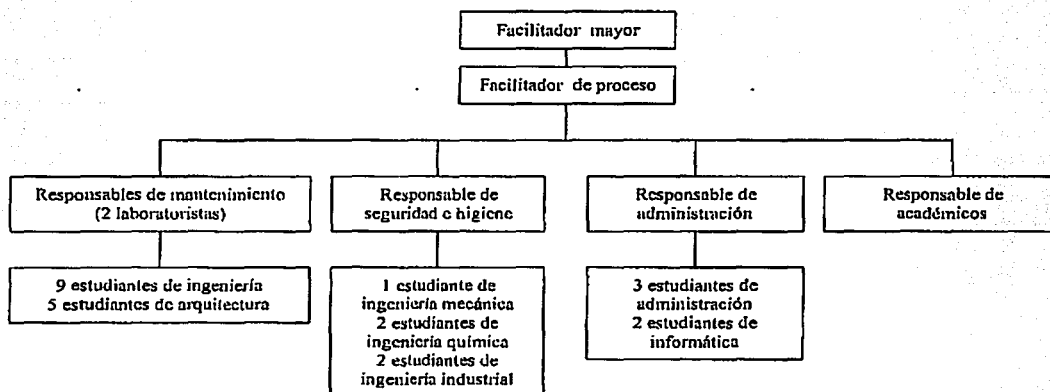 Facilitador mayor
Facilitador de proceso
Responsables de mantenimiento
(2 laboratoristas)
Responsable de
seguridad e higiene
Responsable de
administración
Responsable de
académicos
9 estudiantes de ingeniería
5 estudiantes de arquitectura
1 estudiante de
ingeniería mecánica
2 estudiantes de
ingeniería química
2 estudiantes de
ingeniería industrial
3 estudiantes de
administración
2 estudiantes de
informática